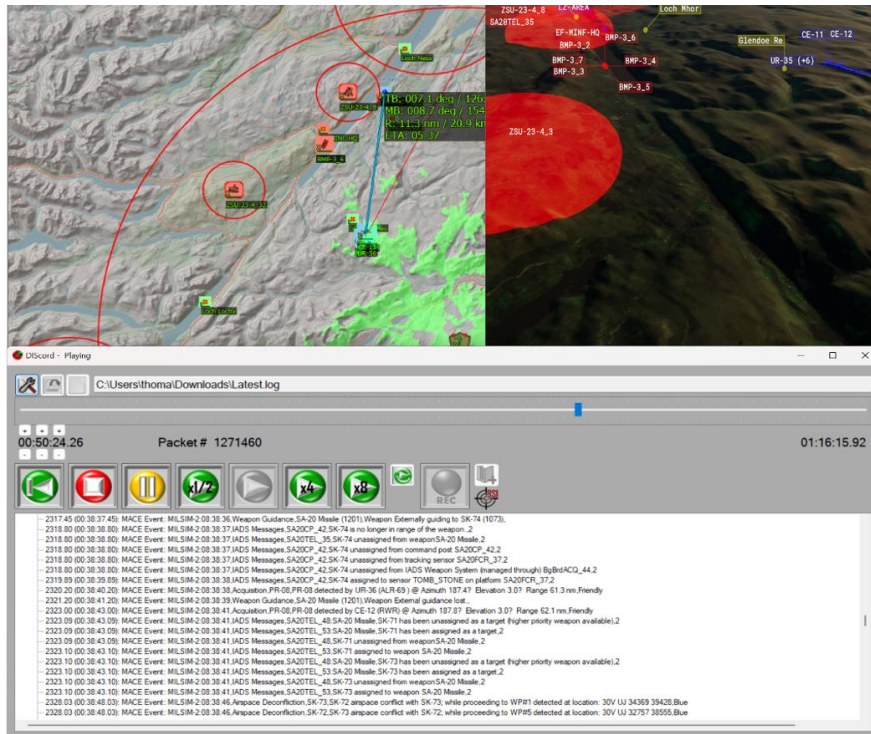 ZSU-23-4_8
LZ-AREA
SA20TEL_35
Loch Mhor
EF-MINF-HQ
BMP-3_6
CE-11 CE-12
Glendoe Re
BMP-3_2
BMP-3_7
BMP-3_4
UR-35 (+6)
BMP-3_3
BMP-3_5
ZSU-23-4_3
Loch Ness
ZSU-23-4_8
TB: 007.1 deg / 126
MB: 008.7 deg / 154
R: 11.3 nm / 20.9 km
ETA: 05:37
BMP-3_6
Loch Lochie
DIScord - Playing
C:\Users\thoma\Downloads\Latest.log
00:50:24.26
Packet # 1271460
01:16:15.92
x1/2
x4
x8
REC
2317.45 (00:38:37.45): MACE Event: MILSIM-2:08:38:36,Weapon Guidance,SA-20 Missile (1201),Weapon Externally guiding to SK-74 (1073),
2318.80 (00:38:38.80): MACE Event: MILSIM-2:08:38:37,IADS Messages,SA20CP_42,SK-74 is no longer in range of the weapon.,2
2318.80 (00:38:38.80): MACE Event: MILSIM-2:08:38:37,IADS Messages,SA20TEL_35,SK-74 unassigned from weaponSA-20 Missile,2
2318.80 (00:38:38.80): MACE Event: MILSIM-2:08:38:37,IADS Messages,SA20CP_42,SK-74 unassigned from command post SA20CP_42,2
2318.80 (00:38:38.80): MACE Event: MILSIM-2:08:38:37,IADS Messages,SA20CP_42,SK-74 unassigned from tracking sensor SA20FCR_37,2
2318.80 (00:38:38.80): MACE Event: MILSIM-2:08:38:37,IADS Messages,SA20CP_42,SK-74 unassigned from IADS Weapon System (managed through) BgBrdACQ_44,2
2319.89 (00:38:39.89): MACE Event: MILSIM-2:08:38:38,IADS Messages,SA20CP_42,SK-74 assigned to sensor TOMB_STONE on platform SA20FCR_37,2
2320.20 (00:38:40.20): MACE Event: MILSIM-2:08:38:38,Acquisition,PR-08,PR-08 detected by UR-36 (ALR-69 ) @ Azimuth 187.4? Elevation 3.0? Range 61.3 nm,Friendly
2321.20 (00:38:41.20): MACE Event: MILSIM-2:08:38:39,Weapon Guidance,SA-20 Missile (1201),Weapon External guidance lost.,
2323.00 (00:38:43.00): MACE Event: MILSIM-2:08:38:41,Acquisition,PR-08,PR-08 detected by CE-12 (RWR) @ Azimuth 187.8? Elevation 3.0? Range 62.1 nm,Friendly
2323.09 (00:38:43.09): MACE Event: MILSIM-2:08:38:41,IADS Messages,SA20TEL_48,SA-20 Missile,SK-71 has been unassigned as a target (higher priority weapon available),2
2323.09 (00:38:43.09): MACE Event: MILSIM-2:08:38:41,IADS Messages,SA20TEL_53,SA-20 Missile,SK-71 has been assigned as a target,2
2323.09 (00:38:43.09): MACE Event: MILSIM-2:08:38:41,IADS Messages,SA20TEL_48,SK-71 unassigned from weaponSA-20 Missile,2
2323.10 (00:38:43.10): MACE Event: MILSIM-2:08:38:41,IADS Messages,SA20TEL_53,SK-71 assigned to weapon SA-20 Missile,2
2323.10 (00:38:43.10): MACE Event: MILSIM-2:08:38:41,IADS Messages,SA20TEL_48,SA-20 Missile,SK-73 has been unassigned as a target (higher priority weapon available),2
2323.10 (00:38:43.10): MACE Event: MILSIM-2:08:38:41,IADS Messages,SA20TEL_53,SA-20 Missile,SK-73 has been assigned as a target,2
2323.10 (00:38:43.10): MACE Event: MILSIM-2:08:38:41,IADS Messages,SA20TEL_48,SK-73 unassigned from weaponSA-20 Missile,2
2323.10 (00:38:43.10): MACE Event: MILSIM-2:08:38:41,IADS Messages,SA20TEL_53,SK-73 assigned to weapon SA-20 Missile,2
2328.03 (00:38:48.03): MACE Event: MILSIM-2:08:38:46,Airspace Deconfliction,SK-73,SK-72 airspace conflict with SK-73; while proceeding to WP#1 detected at location: 30V UJ 34369 39428,Blue
2328.03 (00:38:48.03): MACE Event: MILSIM-2:08:38:46,Airspace Deconfliction,SK-72,SK-73 airspace conflict with SK-72; while proceeding to WP#5 detected at location: 30V UJ 32757 38555,Blue